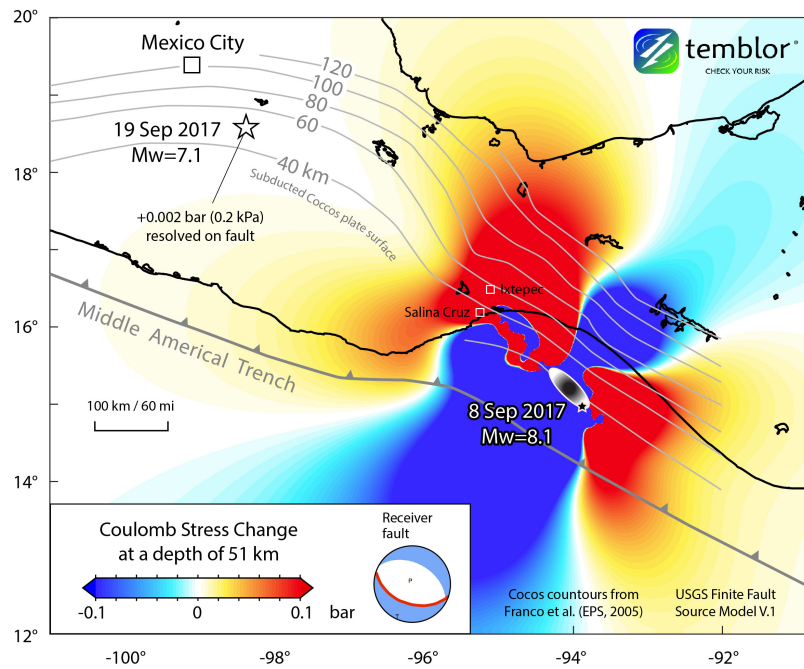 20°
18°
16°
14°
12°
-100°
-98°
-96°
-94°
-92°
temblor®
CHECK YOUR RISK
Mexico City
19 Sep 2017
Mw=7.1
+0.002 bar (0.2 kPa)
resolved on fault
120
100
80
60
40 km
Subducted Coccos plate surface
Ixtepec
Salina Cruz
Middle Americal Trench
100 km / 60 mi
8 Sep 2017
Mw=8.1
Coulomb Stress Change
at a depth of 51 km
-0.1
0
0.1
bar
Receiver
fault
P
T
Cocos countours from
Franco et al. (EPS, 2005)
USGS Finite Fault
Source Model V.1